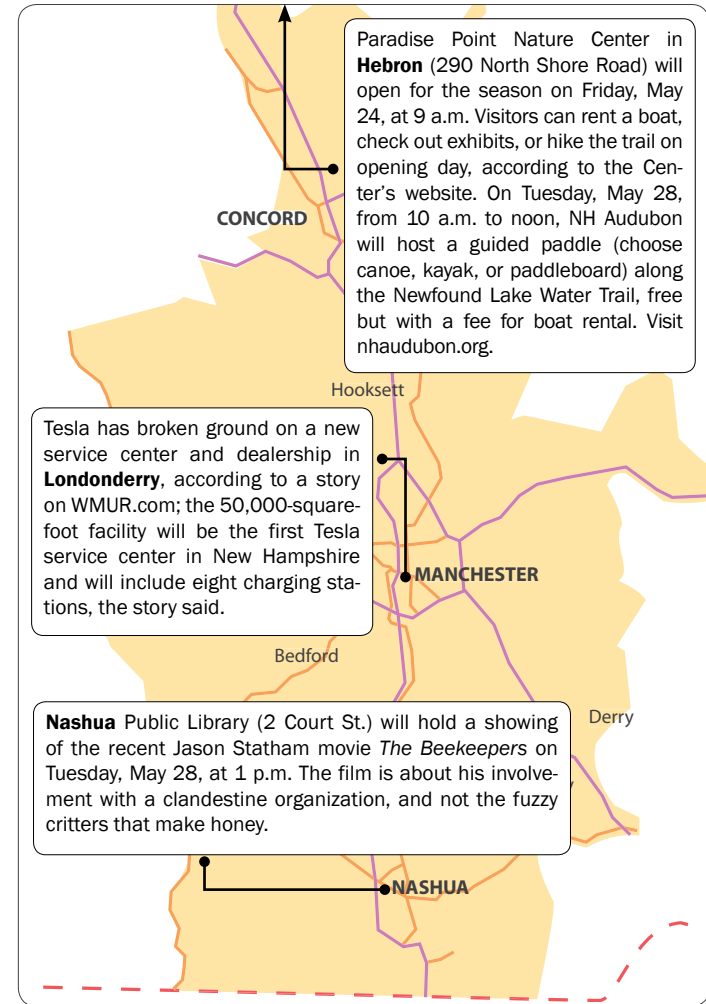 Paradise Point Nature Center in
Hebron (290 North Shore Road) will
open for the season on Friday, May
24, at 9 a.m. Visitors can rent a boat,
check out exhibits, or hike the trail on
opening day, according to the Cen-
ter's website. On Tuesday, May 28,
from 10 a.m. to noon, NH Audubon
will host a guided paddle (choose
canoe, kayak, or paddleboard) along
the Newfound Lake Water Trail, free
but with a fee for boat rental. Visit
nhaudubon.org.
CONCORD
Hooksett
Tesla has broken ground on a new
service center and dealership in
Londonderry, according to a story
on WMUR.com; the 50,000-square-
foot facility will be the first Tesla
service center in New Hampshire
and will include eight charging sta-
tions, the story said.
MANCHESTER
Bedford
Derry
Nashua Public Library (2 Court St.) will hold a showing
of the recent Jason Statham movie The Beekeepers on
Tuesday, May 28, at 1 p.m. The film is about his involve-
ment with a clandestine organization, and not the fuzzy
critters that make honey.
NASHUA